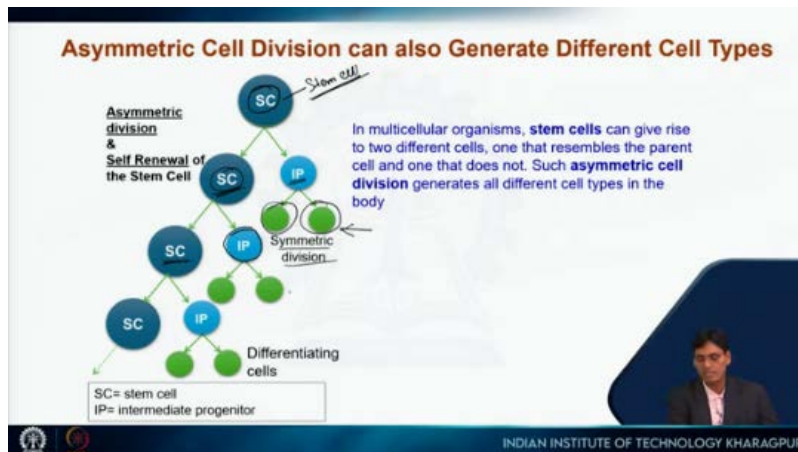 Asymmetric Cell Division can also Generate Different Cell Types
SC
Stem cell
Asymmetric
division
&
Self Renewal of
the Stem Cell
In multicellular organisms, stem cells can give rise
to two different cells, one that resembles the parent
cell and one that does not. Such asymmetric cell
division generates all different cell types in the
body
SC
IP
SC
IP
Symmetric
division
SC
IP
Differentiating
cells
SC= stem cell
IP= intermediate progenitor
INDIAN INSTITUTE OF TECHNOLOGY KHARAGPUR